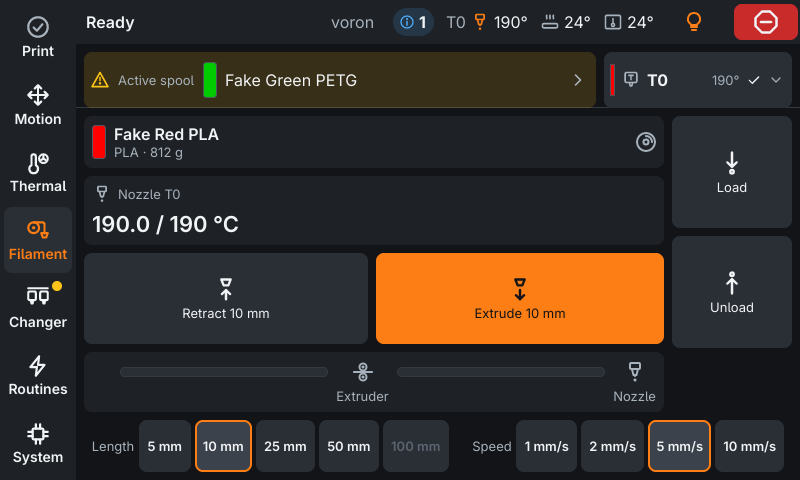 Print
Motion
Thermal
Filament
Changer
Routines
System
Ready
voron
1
T0 190° 24° 24°
Active spool Fake Green PETG
T0 190°
Fake Red PLA
PLA · 812 g
Nozzle T0
190.0 / 190 °C
Load
Unload
Retract 10 mm
Extrude 10 mm
Extruder
Nozzle
Length 5 mm 10 mm 25 mm 50 mm 100 mm
Speed 1 mm/s 2 mm/s 5 mm/s 10 mm/s